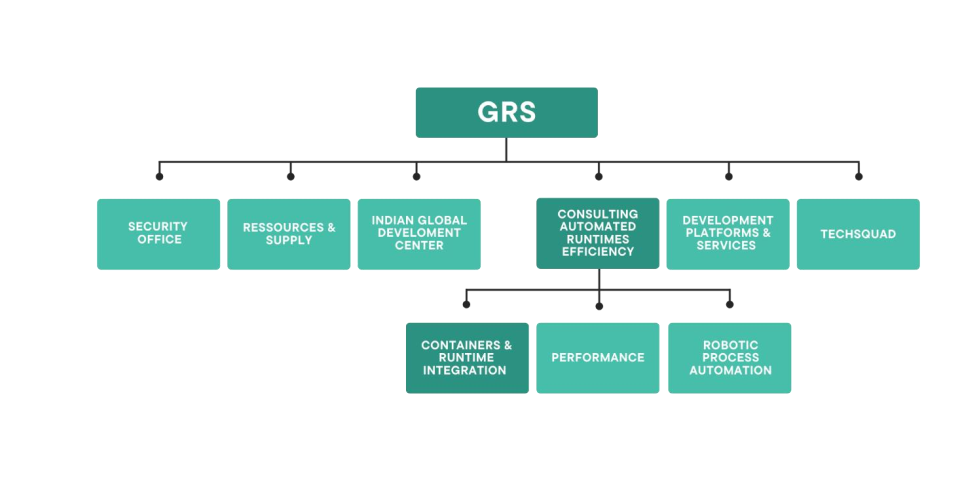 GRS
SECURITY
OFFICE
RESSOURCES &
SUPPLY
INDIAN GLOBAL
DEVELOMENT
CENTER
CONSULTING
AUTOMATED
RUNTIMES
EFFICIENCY
DEVELOPMENT
PLATFORMS &
SERVICES
TECHSQUAD
CONTAINERS &
RUNTIME
INTEGRATION
PERFORMANCE
ROBOTIC
PROCESS
AUTOMATION